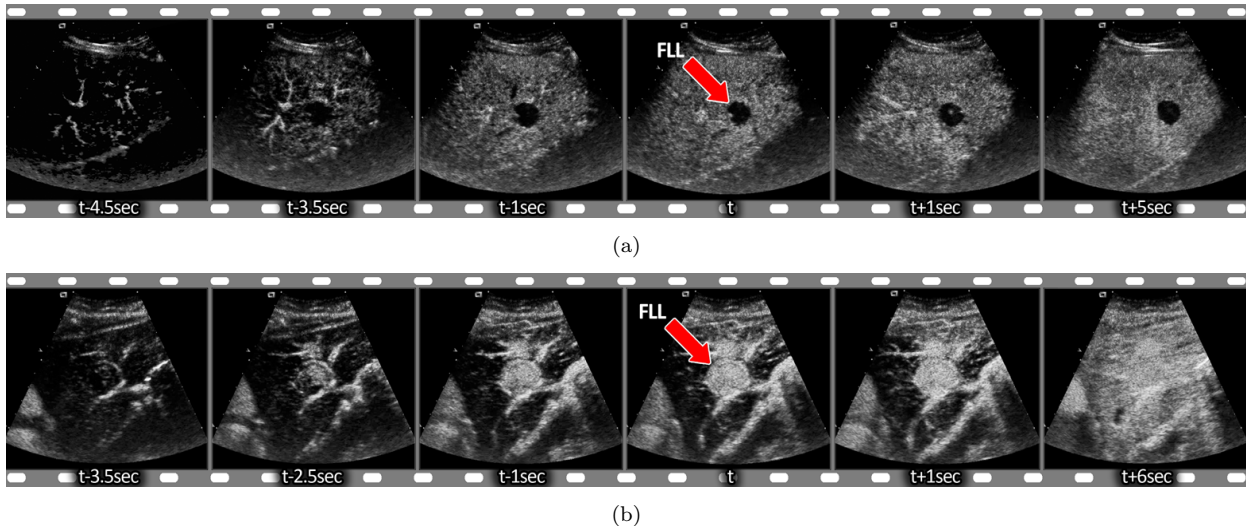 FLL
t-4.5sec t-3.5sec t-1sec t t+1sec t+5sec
(a)
FLL
t-3.5sec t-2.5sec t-1sec t t+1sec t+6sec
(b)